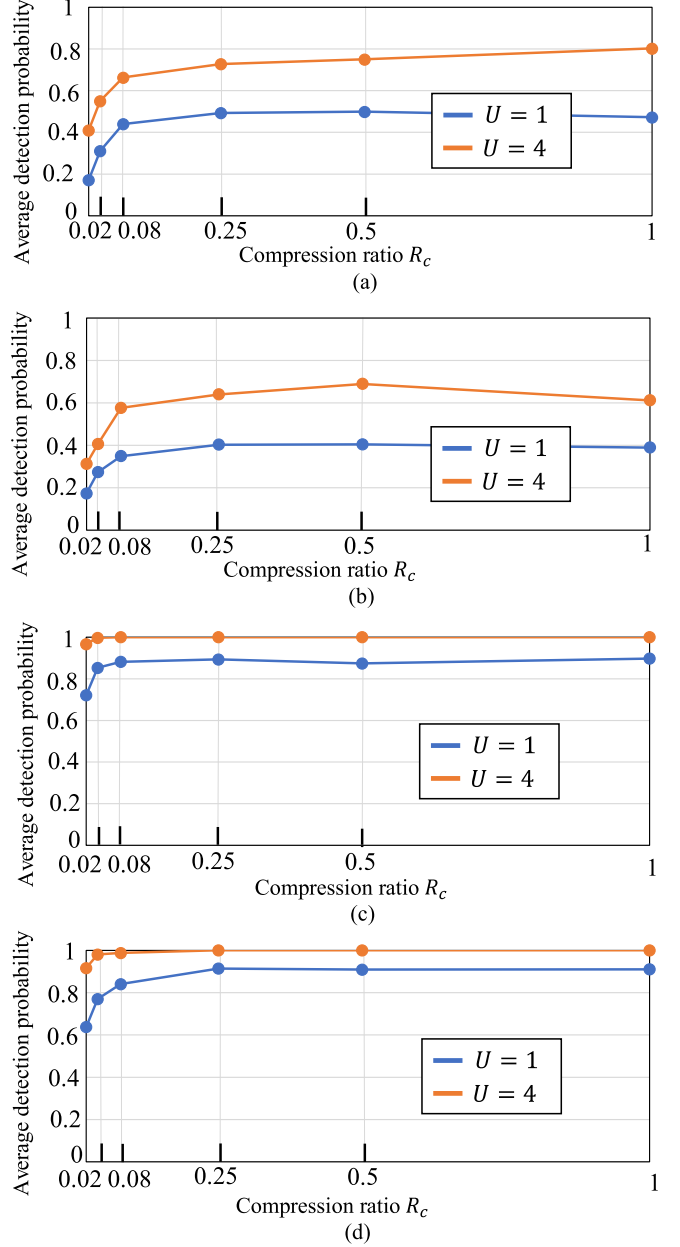 Average detection probability
1
0.8
0.6
0.4
0.2
0
U = 1
U = 4
0.02 0.08 0.25 0.5 1
Compression ratio R_c
(a)
Average detection probability
1
0.8
0.6
0.4
0.2
0
U = 1
U = 4
0.02 0.08 0.25 0.5 1
Compression ratio R_c
(b)
Average detection probability
1
0.8
0.6
0.4
0.2
0
U = 1
U = 4
0.02 0.08 0.25 0.5 1
Compression ratio R_c
(c)
Average detection probability
1
0.8
0.6
0.4
0.2
0
U = 1
U = 4
0.02 0.08 0.25 0.5 1
Compression ratio R_c
(d)